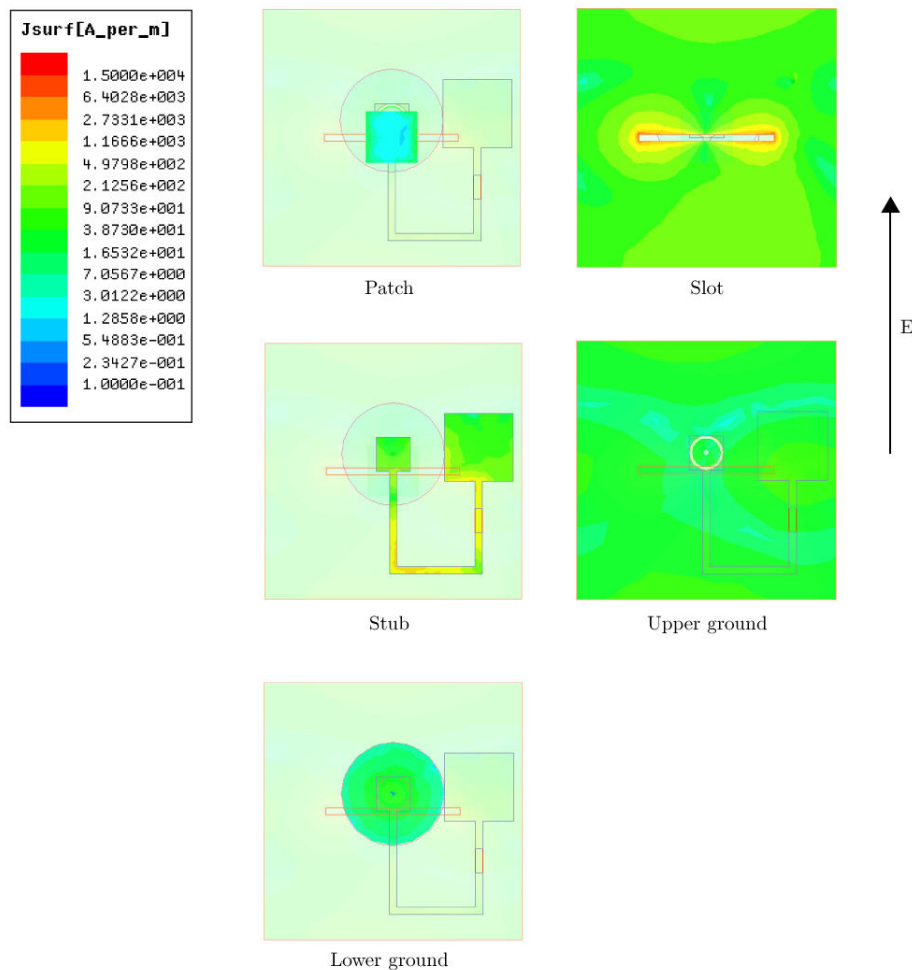 Jsurf[A_per_m]
1.5000e+004
6.4028e+003
2.7331e+003
1.1666e+003
4.9798e+002
2.1256e+002
9.0733e+001
3.8730e+001
1.6532e+001
7.0567e+000
3.0122e+000
1.2858e+000
5.4883e-001
2.3427e-001
1.0000e-001
Patch
Slot
E
Stub
Upper ground
Lower ground